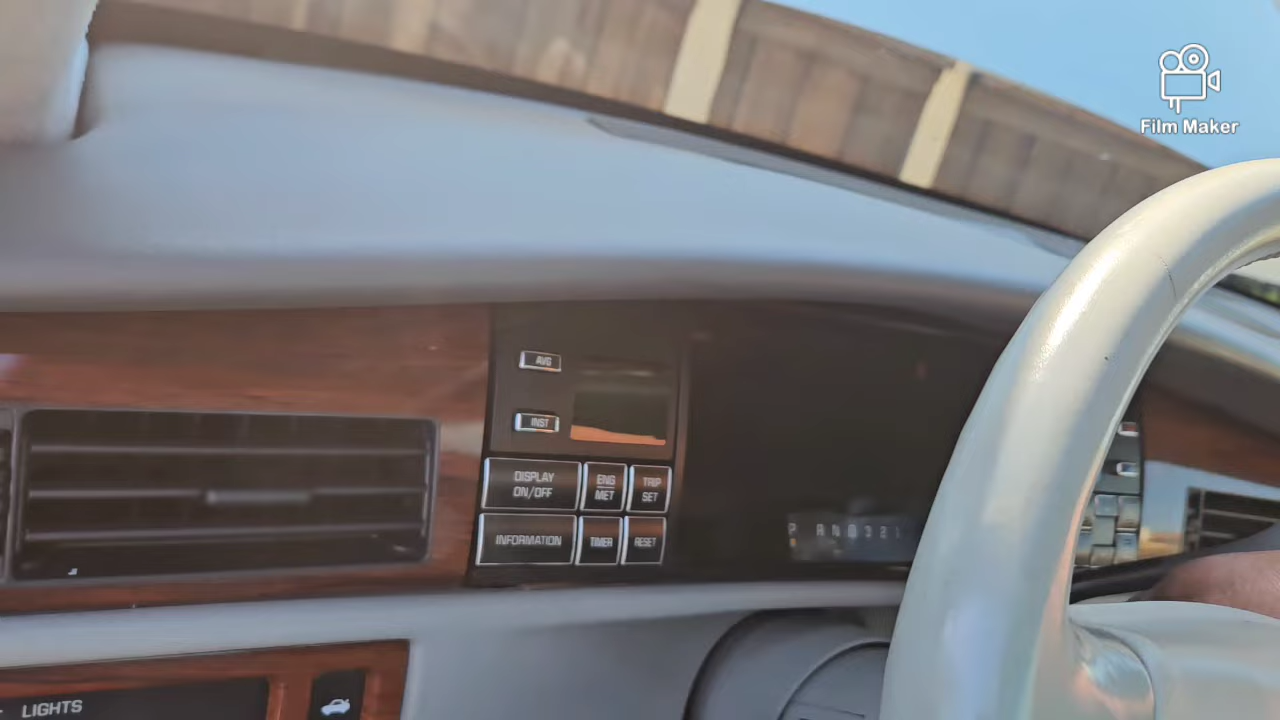 Film Maker
AVG
INST
DISPLAY
ON/OFF
ENG
MET
TRIP
SET
INFORMATION
TIMER
RESET
P R N D 3 2 1
LIGHTS